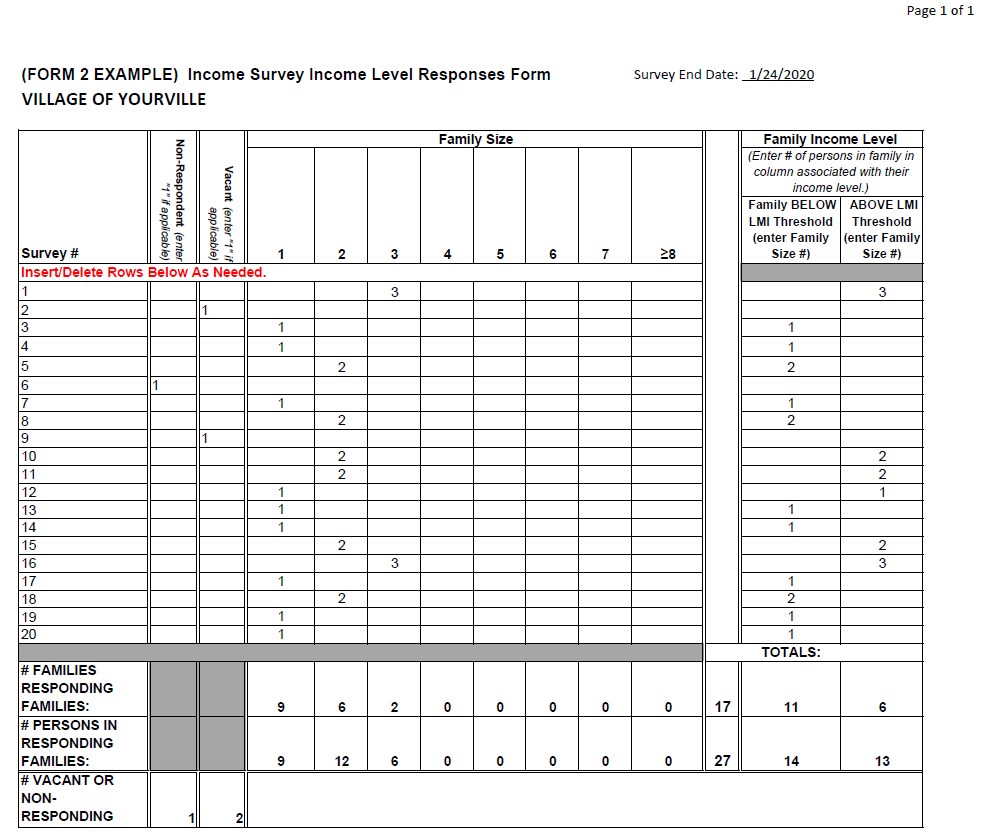 Page 1 of 1
(FORM 2 EXAMPLE)  Income Survey Income Level Responses Form
Survey End Date:   1/24/2020
VILLAGE OF YOURVILLE
Survey #
Non-Respondent (enter
"1" if applicable)
Vacant (enter "1" if
applicable)
Family Size
1 2 3 4 5 6 7 ≥8
Family Income Level
(Enter # of persons in family in
column associated with their
income level.)
Family BELOW
LMI Threshold
(enter Family
Size #)
ABOVE LMI
Threshold
(enter Family
Size #)
Insert/Delete Rows Below As Needed.
1 3 3
2 1
3 1 1
4 1 1
5 2 2
6 1
7 1 1
8 2 2
9 1
10 2 2
11 2 2
12 1 1
13 1 1
14 1 1
15 2 2
16 3 3
17 1 1
18 2 2
19 1 1
20 1 1
TOTALS:
# FAMILIES
RESPONDING
FAMILIES: 9 6 2 0 0 0 0 0 17 11 6
# PERSONS IN
RESPONDING
FAMILIES: 9 12 6 0 0 0 0 0 27 14 13
# VACANT OR
NON-
RESPONDING 1 2